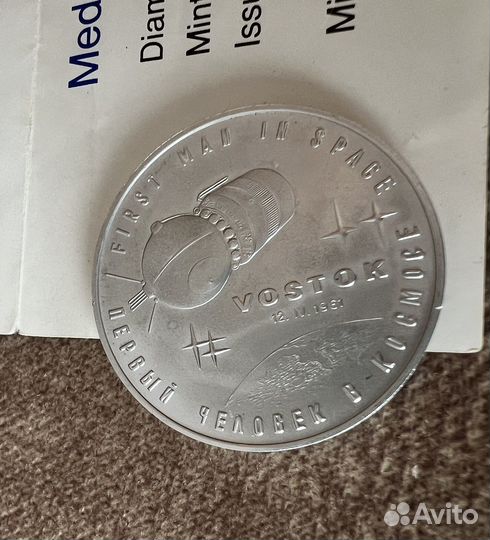 Med
Diam
Mint
Issu
Mi
FIRST MAN IN SPACE
VOSTOK
12. IV. 1961
ПЕРВЫЙ ЧЕЛОВЕК В КОСМОСЕ
Avito